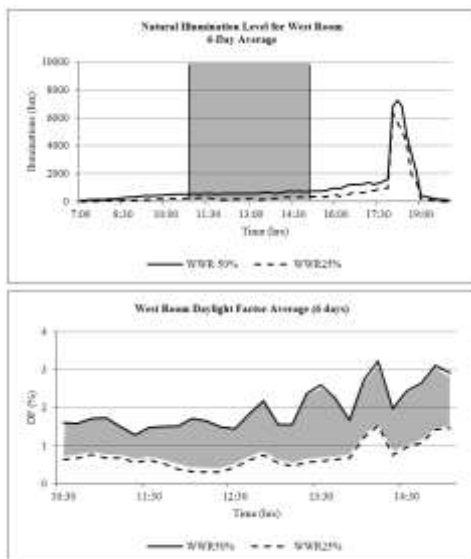 Natural Illumination Level for West Room
6-Day Average
10000
8000
6000
4000
2000
0
Illuminations (lux)
7:00 8:30 10:00 11:30 13:00 14:30 16:00 17:30 19:00
Time (hrs)
WWR 50% WWR25%
West Room Daylight Factor Average (6 days)
4
3
2
1
0
DF (%)
10:30 11:30 12:30 13:30 14:30
Time (hrs)
WWR50% WWR25%